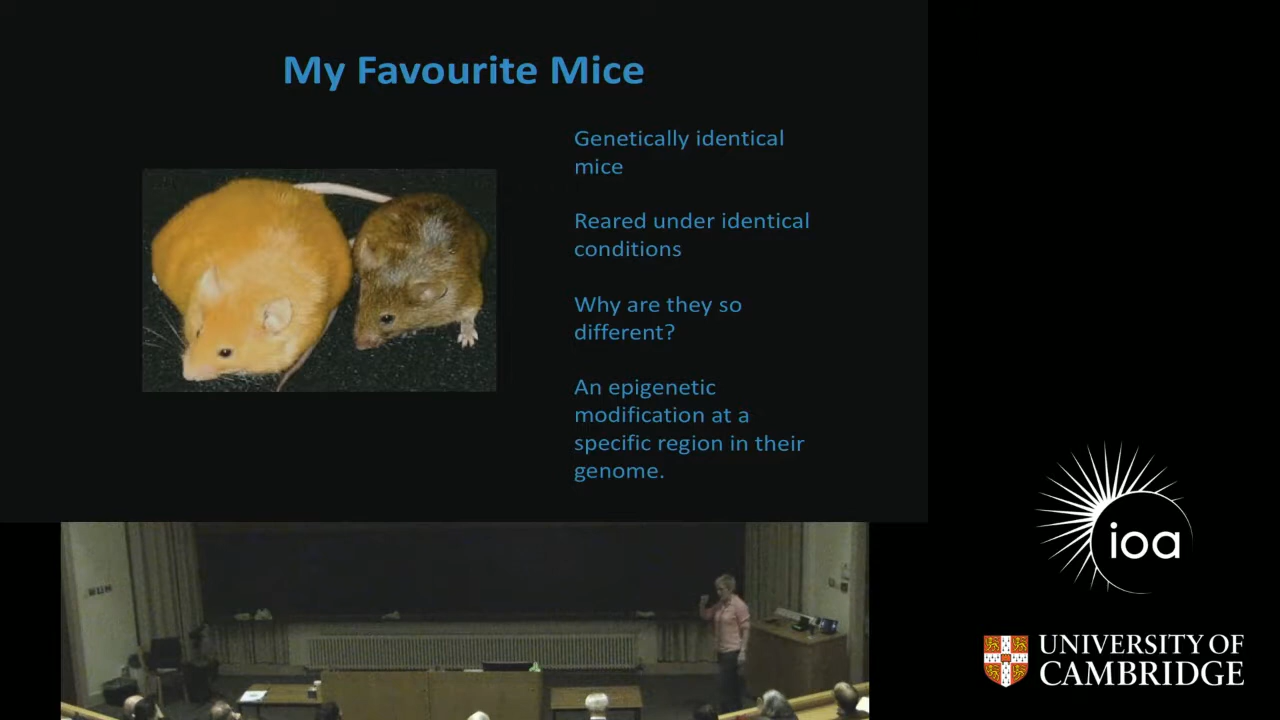 My Favourite Mice
Genetically identical
mice
Reared under identical
conditions
Why are they so
different?
An epigenetic
modification at a
specific region in their
genome.
ioa
UNIVERSITY OF
CAMBRIDGE